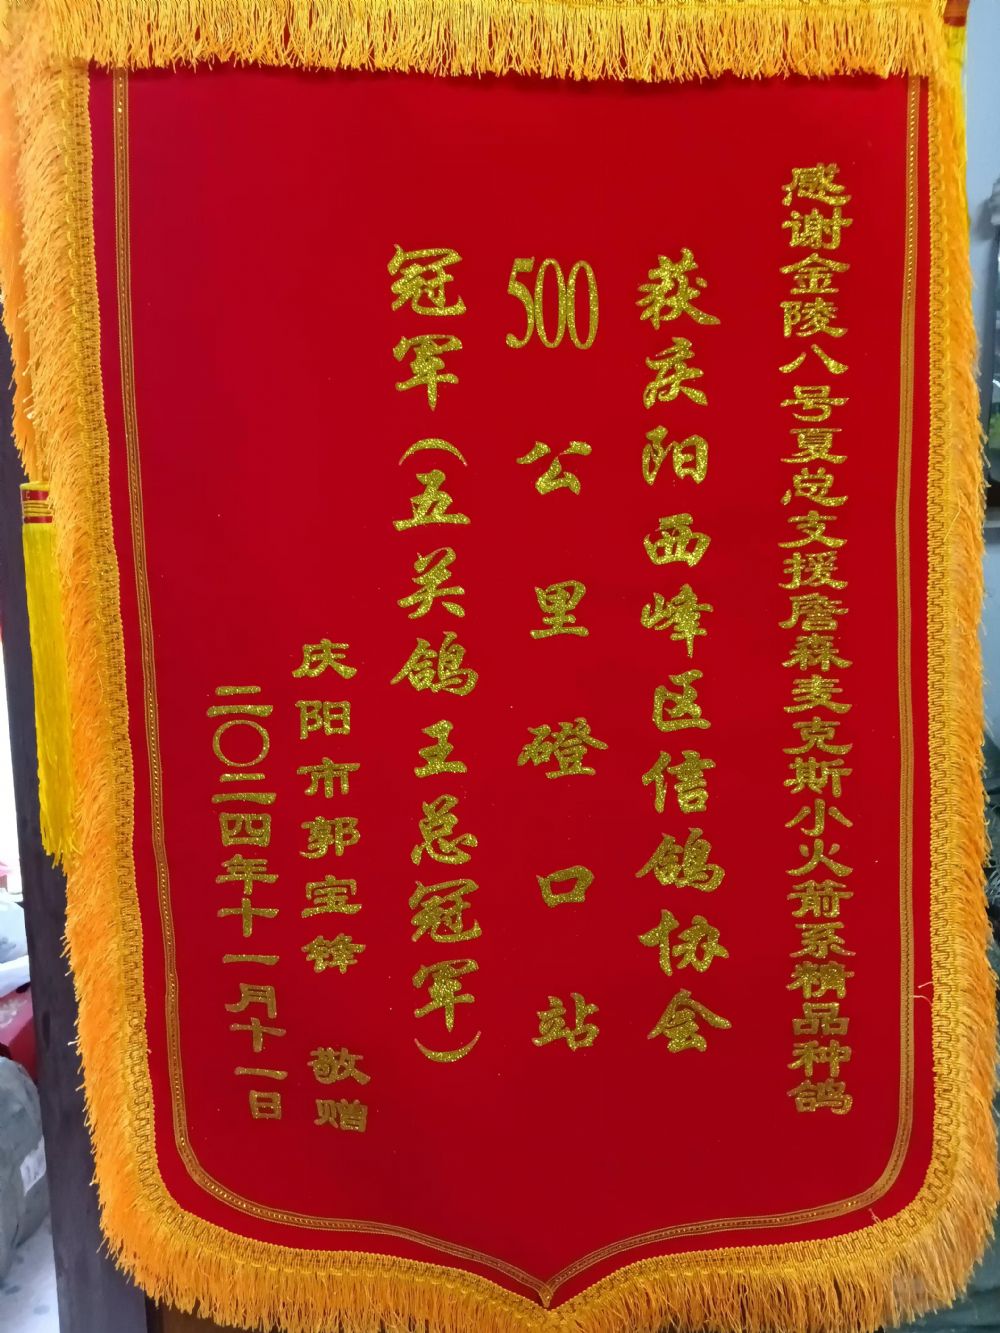 感谢金陵八号夏总支援詹森麦克斯小火箭系精品种鸽
获庆阳西峰区信鸽协会
500公里磴口站
冠军（五关鸽王总冠军）
庆阳市郭宝锋 敬赠
二〇二四年十一月十一日